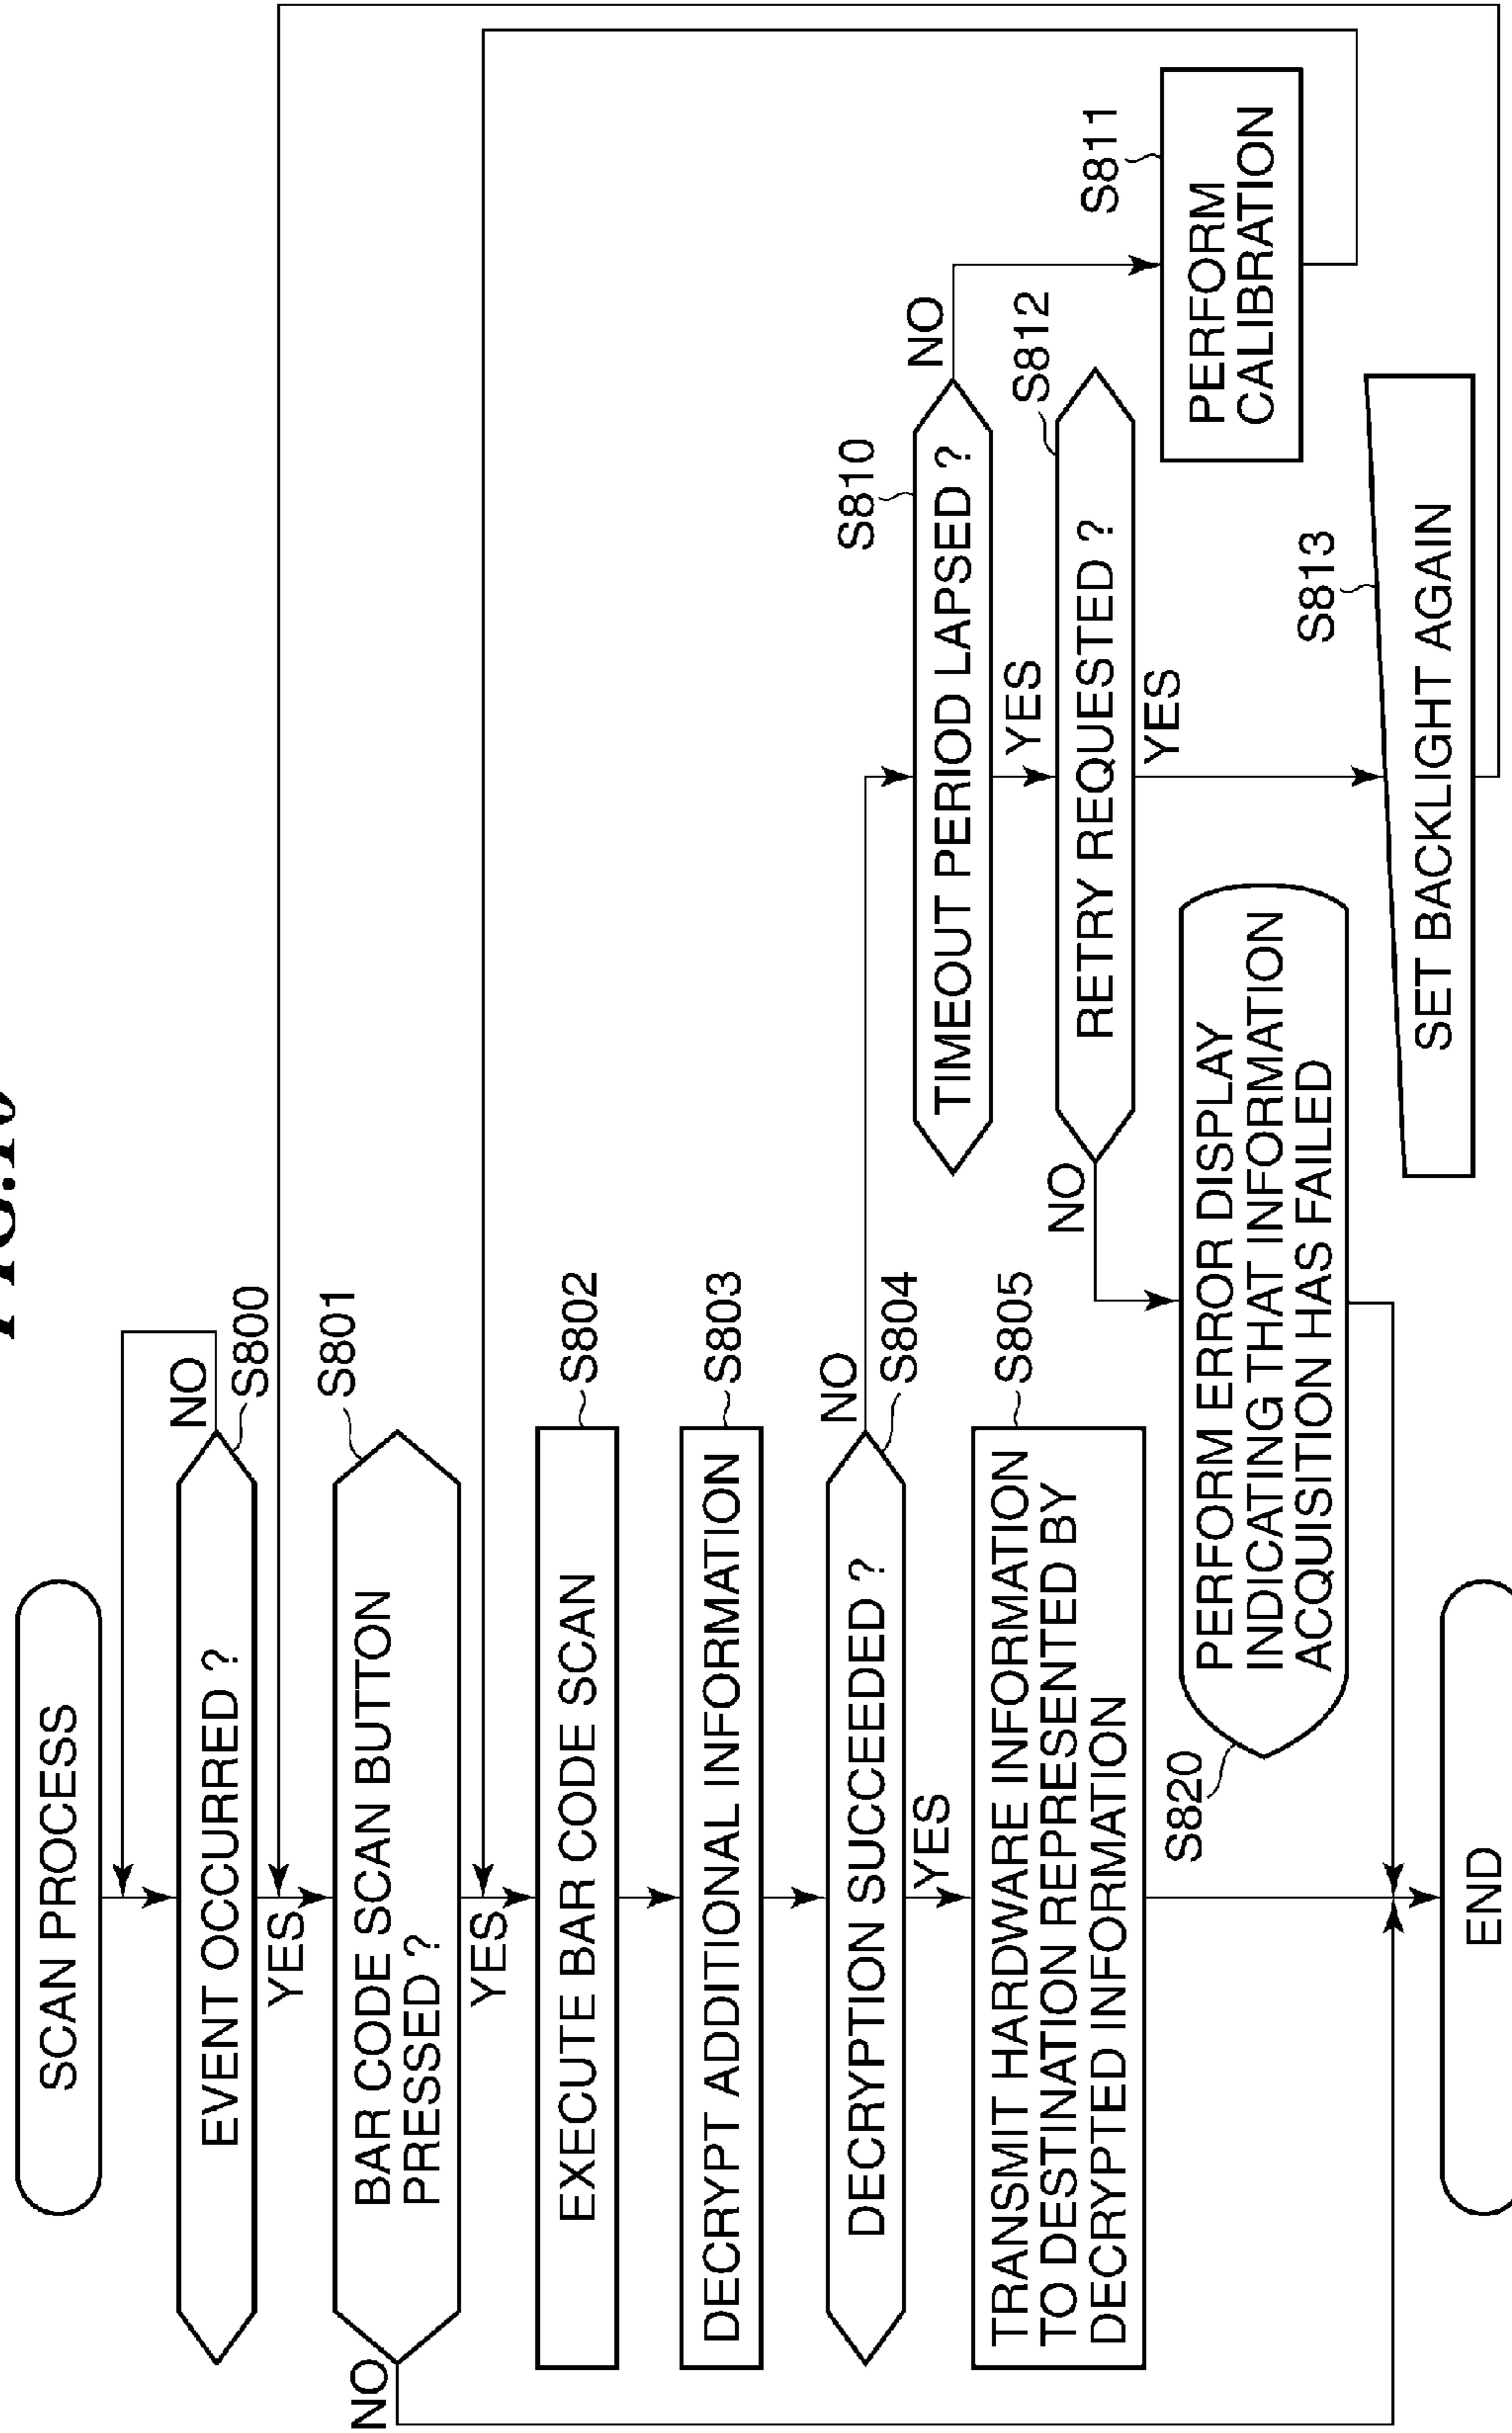 SCAN PROCESS
EVENT OCCURRED ?
NO
S800
YES
BAR CODE SCAN BUTTON
PRESSED ?
S801
NO
YES
EXECUTE BAR CODE SCAN
S802
DECRYPT ADDITIONAL INFORMATION
S803
DECRYPTION SUCCEEDED ?
NO
S804
YES
TRANSMIT HARDWARE INFORMATION
TO DESTINATION REPRESENTED BY
DECRYPTED INFORMATION
S805
S810
TIMEOUT PERIOD LAPSED ?
NO
YES
S812
RETRY REQUESTED ?
NO
YES
S811
PERFORM
CALIBRATION
S820
PERFORM ERROR DISPLAY
INDICATING THAT INFORMATION
ACQUISITION HAS FAILED
S813
SET BACKLIGHT AGAIN
END